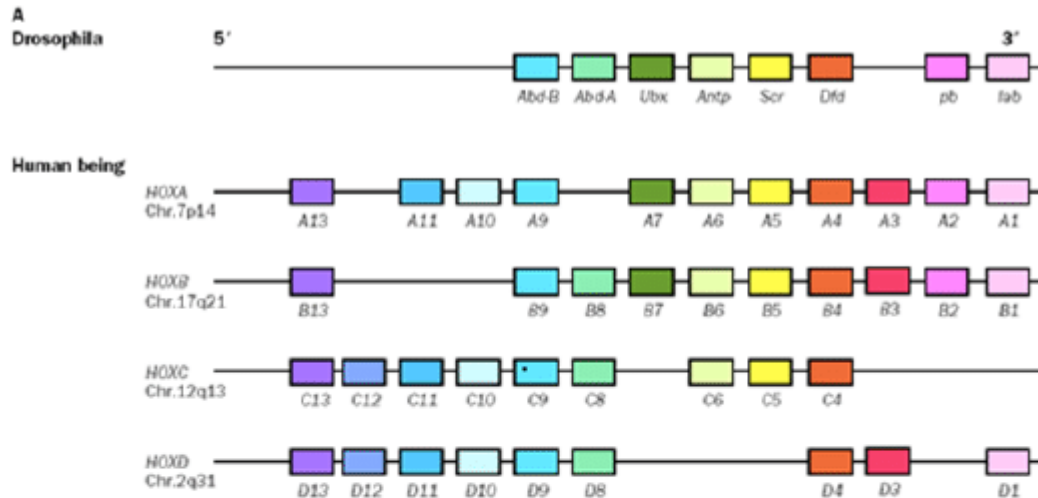 A
Drosophila 5′ 3′
Abd-B Abd-A Ubx Antp Scr Dfd pb lab
Human being
HOXA
Chr.7p14
A13 A11 A10 A9 A7 A6 A5 A4 A3 A2 A1
HOXB
Chr.17q21
B13 B9 B8 B7 B6 B5 B4 B3 B2 B1
HOXC
Chr.12q13
C13 C12 C11 C10 C9 C8 C6 C5 C4
HOXD
Chr.2q31
D13 D12 D11 D10 D9 D8 D4 D3 D1